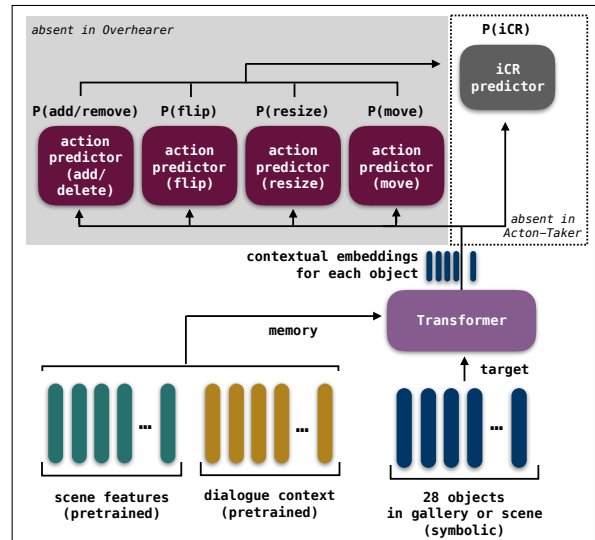 absent in Overhearer
P(iCR)
iCR
predictor
P(add/remove) P(flip) P(resize) P(move)
action
predictor
(add/
delete)
action
predictor
(flip)
action
predictor
(resize)
action
predictor
(move)
absent in
Acton-Taker
contextual embeddings
for each object
Transformer
memory
target
...
...
...
scene features
(pretrained)
dialogue context
(pretrained)
28 objects
in gallery or scene
(symbolic)